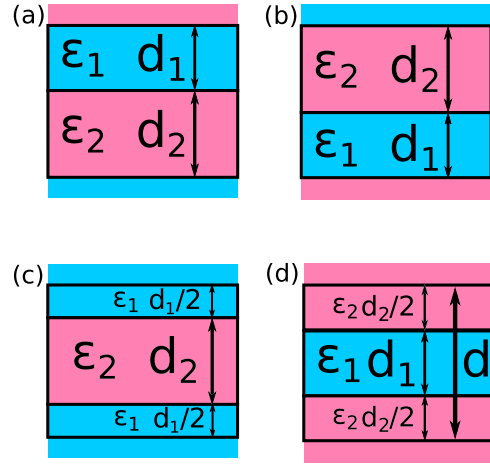 (a)
ε₁ d₁
ε₂ d₂
(b)
ε₂ d₂
ε₁ d₁
(c)
ε₁ d₁/2
ε₂ d₂
ε₁ d₁/2
(d)
ε₂ d₂/2
ε₁ d₁ d
ε₂ d₂/2